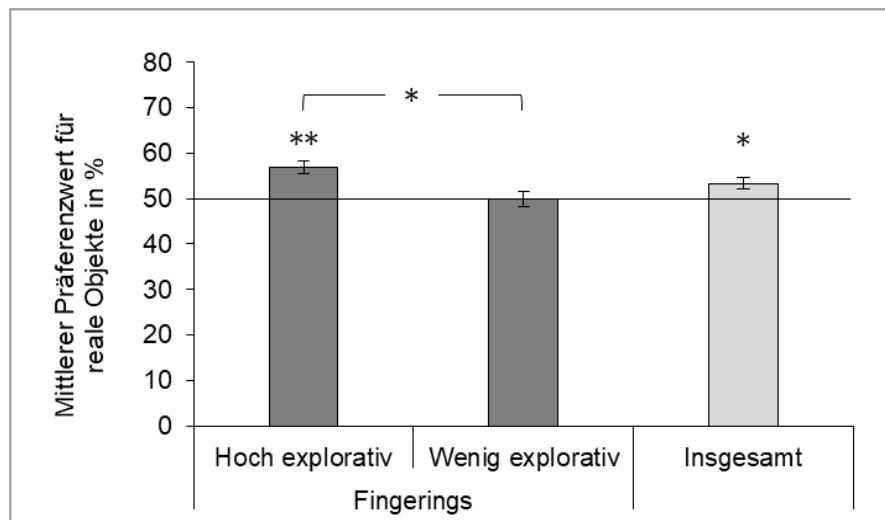 Mittlerer Präferenzwert für
reale Objekte in %
80
70
60
50
40
30
20
10
0
*
**
*
Hoch explorativ
Wenig explorativ
Insgesamt
Fingerings